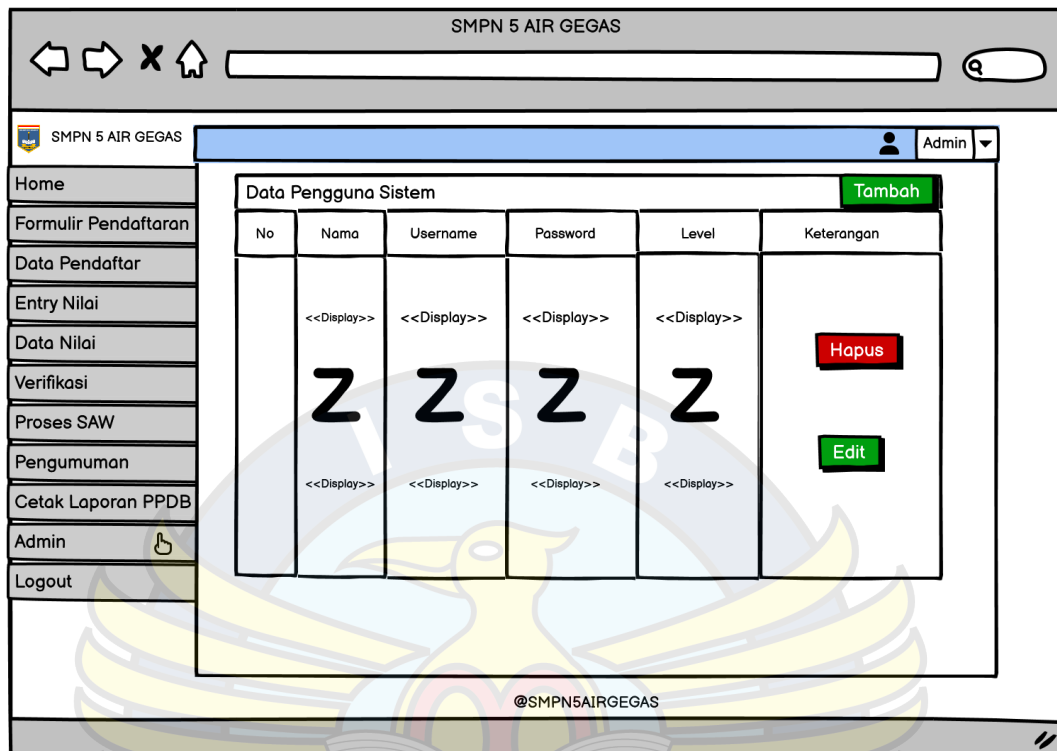 SMPN 5 AIR GEGAS
SMPN 5 AIR GEGAS
Admin
Home
Formulir Pendaftaran
Data Pendaftar
Entry Nilai
Data Nilai
Verifikasi
Proses SAW
Pengumuman
Cetak Laporan PPDB
Admin
Logout
Data Pengguna Sistem
Tambah
No Nama Username Password Level Keterangan
<<Display>> <<Display>> <<Display>> <<Display>>
Hapus
Z Z Z Z
Edit
<<Display>> <<Display>> <<Display>> <<Display>>
I S B
@SMPN5AIRGEGAS